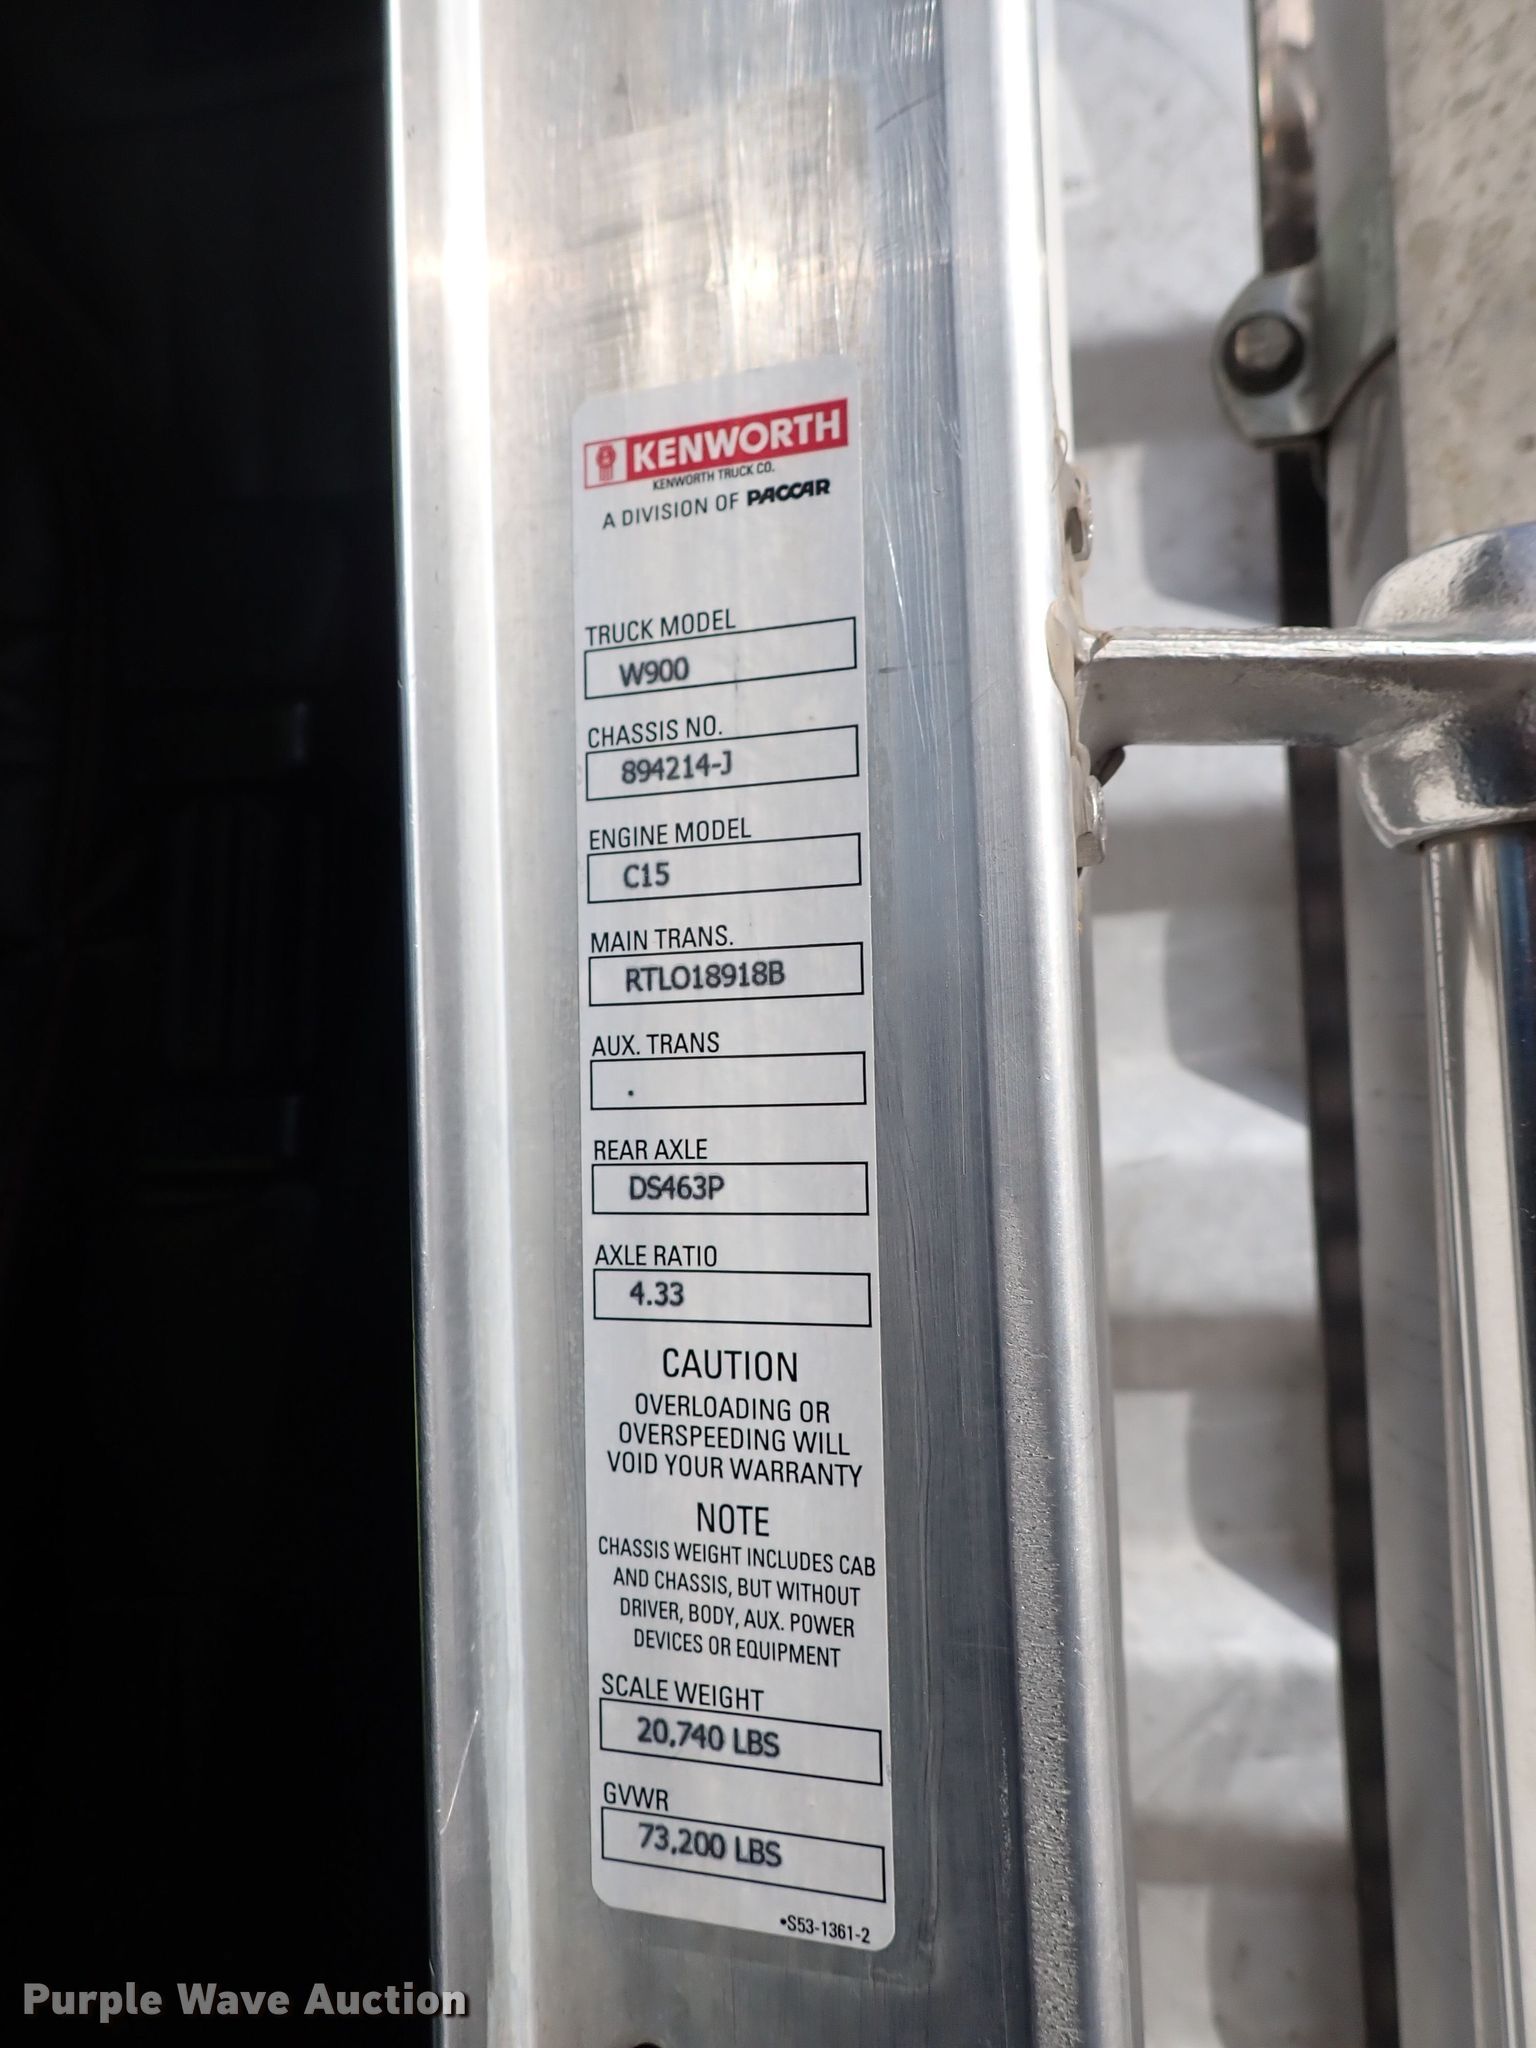 KENWORTH
KENWORTH TRUCK CO.
A DIVISION OF PACCAR
TRUCK MODEL
W900
CHASSIS NO.
894214-J
ENGINE MODEL
C15
MAIN TRANS.
RTLO18918B
AUX. TRANS
.
REAR AXLE
DS463P
AXLE RATIO
4.33
CAUTION
OVERLOADING OR
OVERSPEEDING WILL
VOID YOUR WARRANTY
NOTE
CHASSIS WEIGHT INCLUDES CAB
AND CHASSIS, BUT WITHOUT
DRIVER, BODY, AUX. POWER
DEVICES OR EQUIPMENT
SCALE WEIGHT
20,740 LBS
GVWR
73,200 LBS
•S53-1361-2
Purple Wave Auction